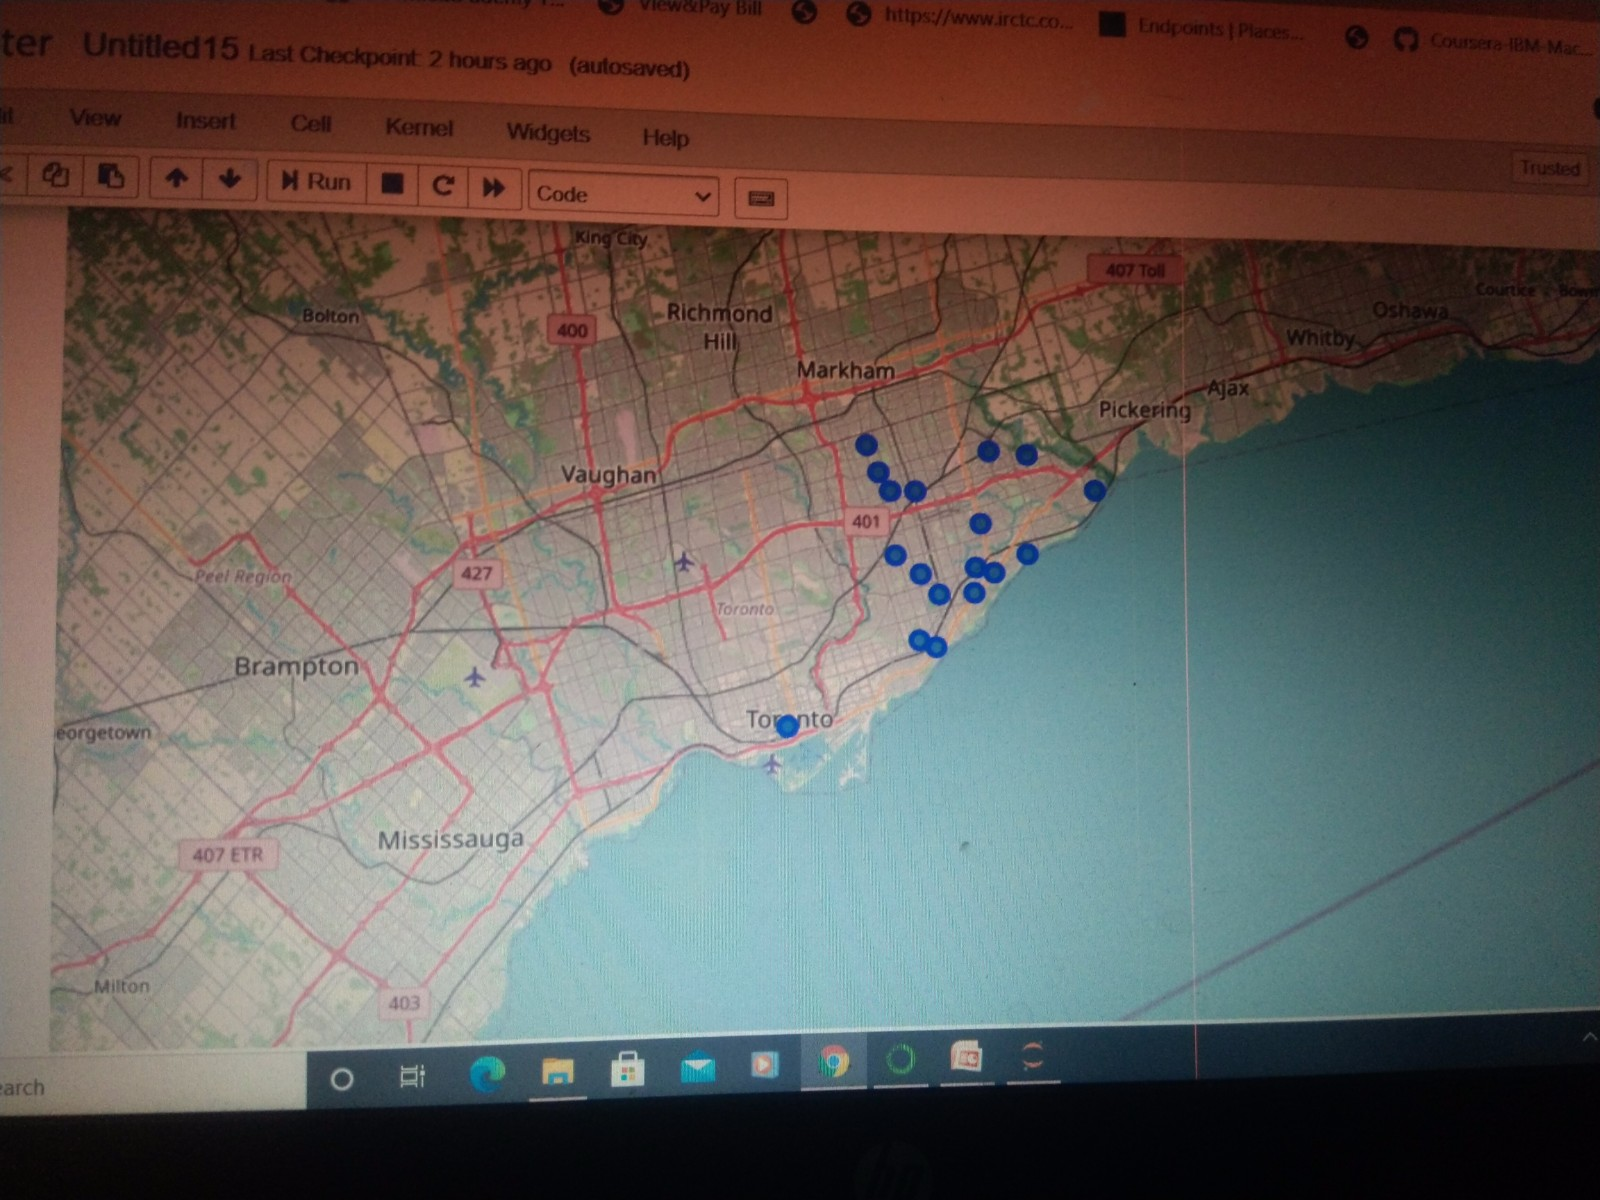 View&Pay Bill https://www.irctc.co... Endpoints | Places... Coursera-IBM-Mac...
ter Untitled15 Last Checkpoint: 2 hours ago (autosaved)
View Insert Cell Kernel Widgets Help
Trusted
Run Code
King City
407 Toll
Bolton
400
Richmond
Hill
Courtice
Oshawa
Whitby
Markham
Ajax
Pickering
Vaughan
401
Peel Region
427
Toronto
Brampton
Toronto
eorgetown
Mississauga
407 ETR
Milton
403
earch
hp